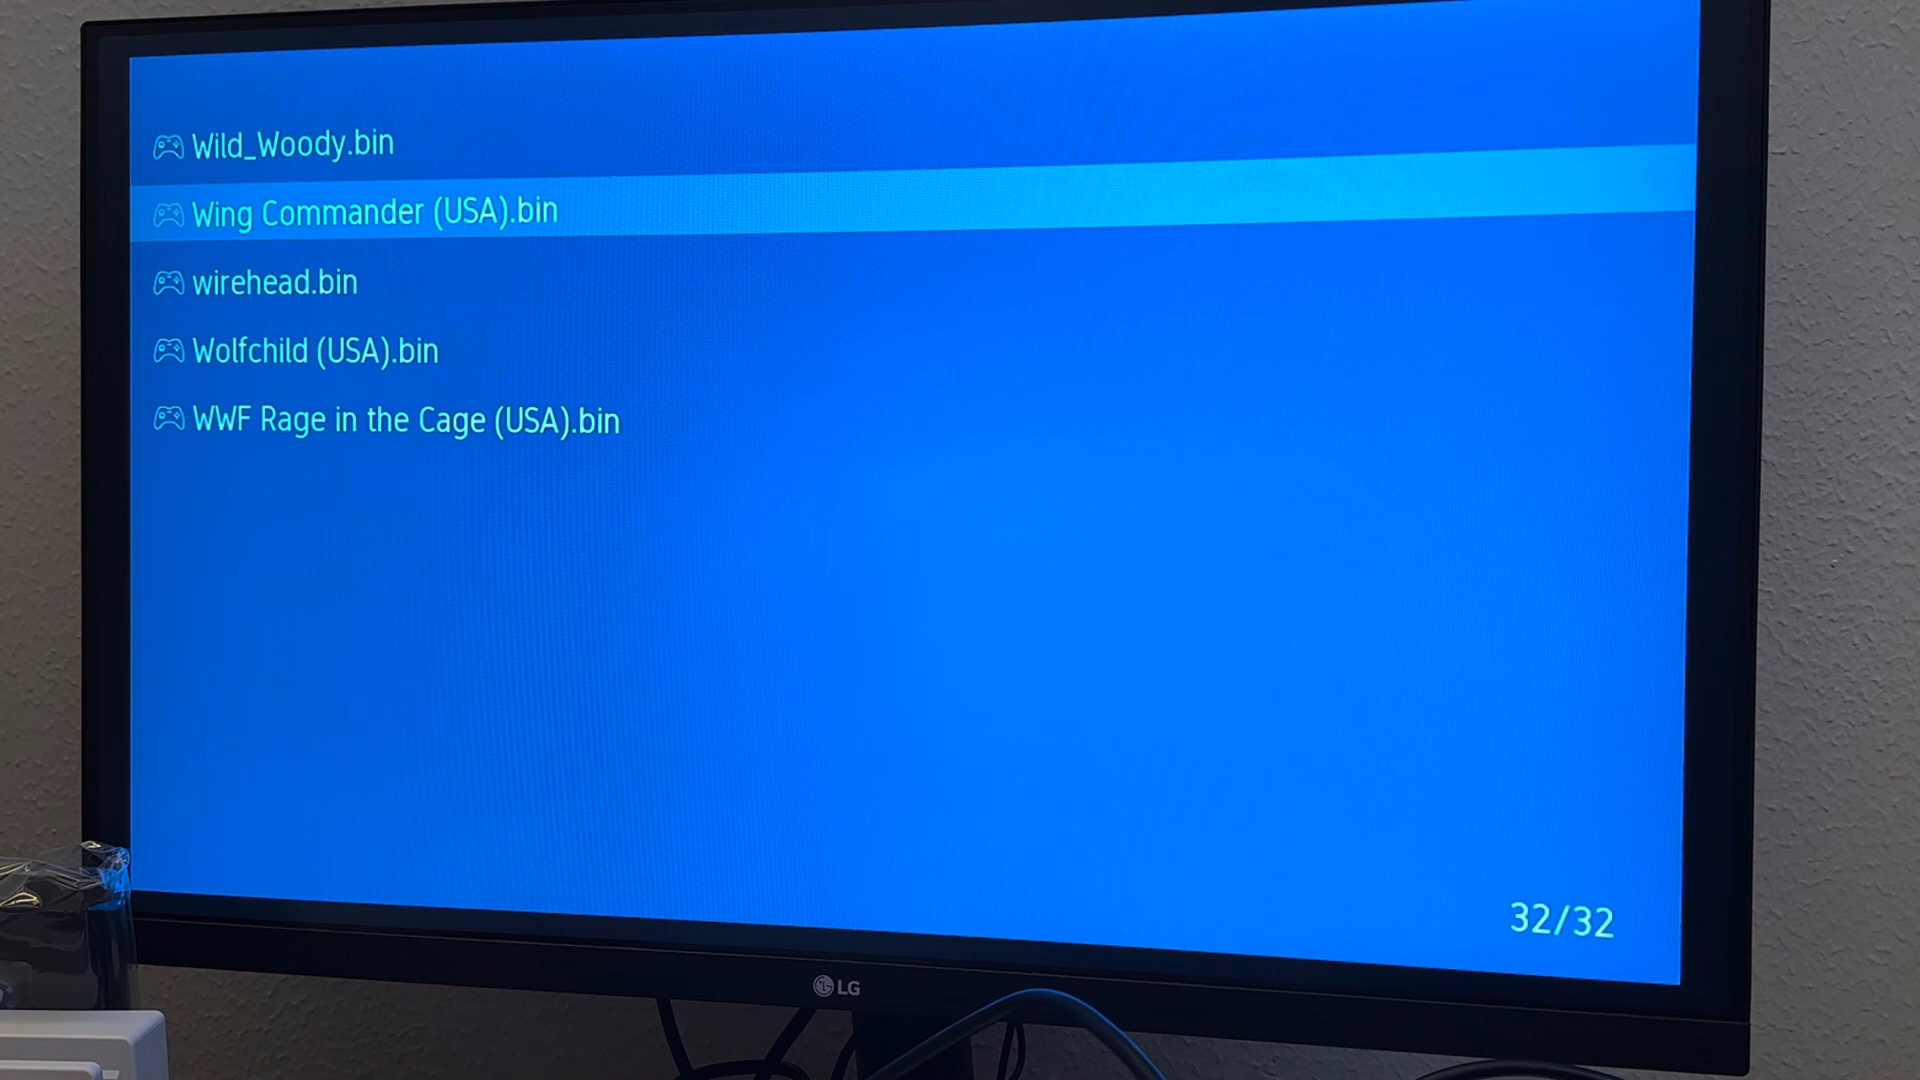 Wild_Woody.bin
Wing Commander (USA).bin
wirehead.bin
Wolfchild (USA).bin
WWF Rage in the Cage (USA).bin
32/32
LG